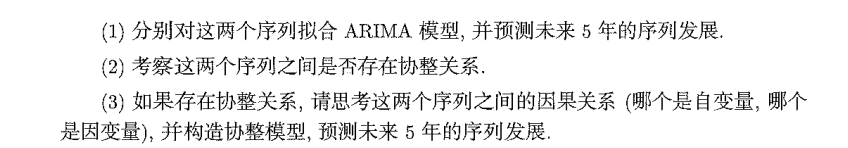 (1) 分别对这两个序列拟合 ARIMA 模型, 并预测未来 5 年的序列发展.
(2) 考察这两个序列之间是否存在协整关系.
(3) 如果存在协整关系, 请思考这两个序列之间的因果关系 (哪个是自变量, 哪个
是因变量), 并构造协整模型, 预测未来 5 年的序列发展.